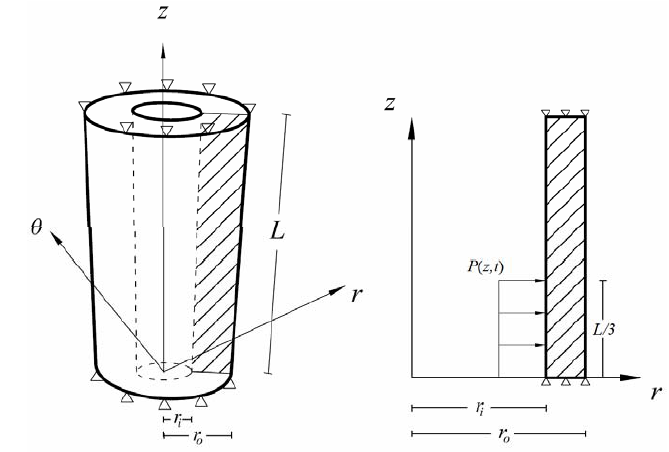 z
θ
L
r
r_i
r_o
z
P(z,t)
L/3
r
r_i
r_o